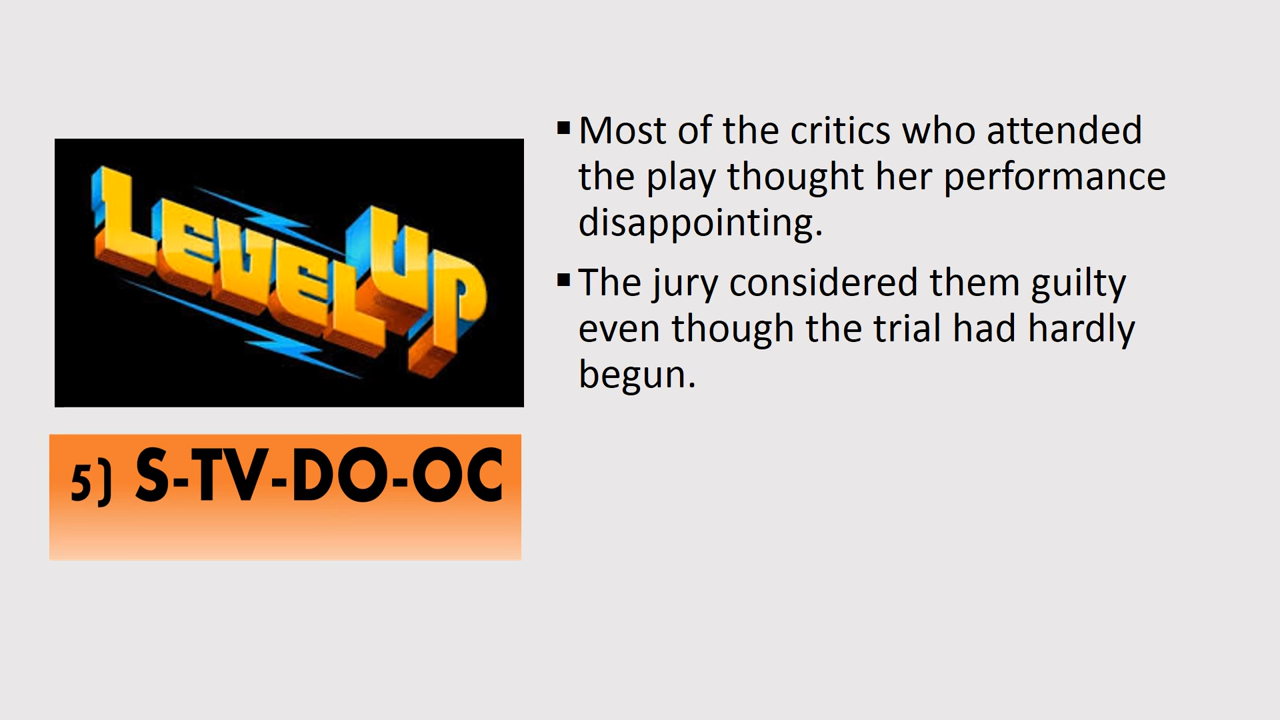 LEVEL UP
5) S-TV-DO-OC
▪ Most of the critics who attended
the play thought her performance
disappointing.
▪ The jury considered them guilty
even though the trial had hardly
begun.